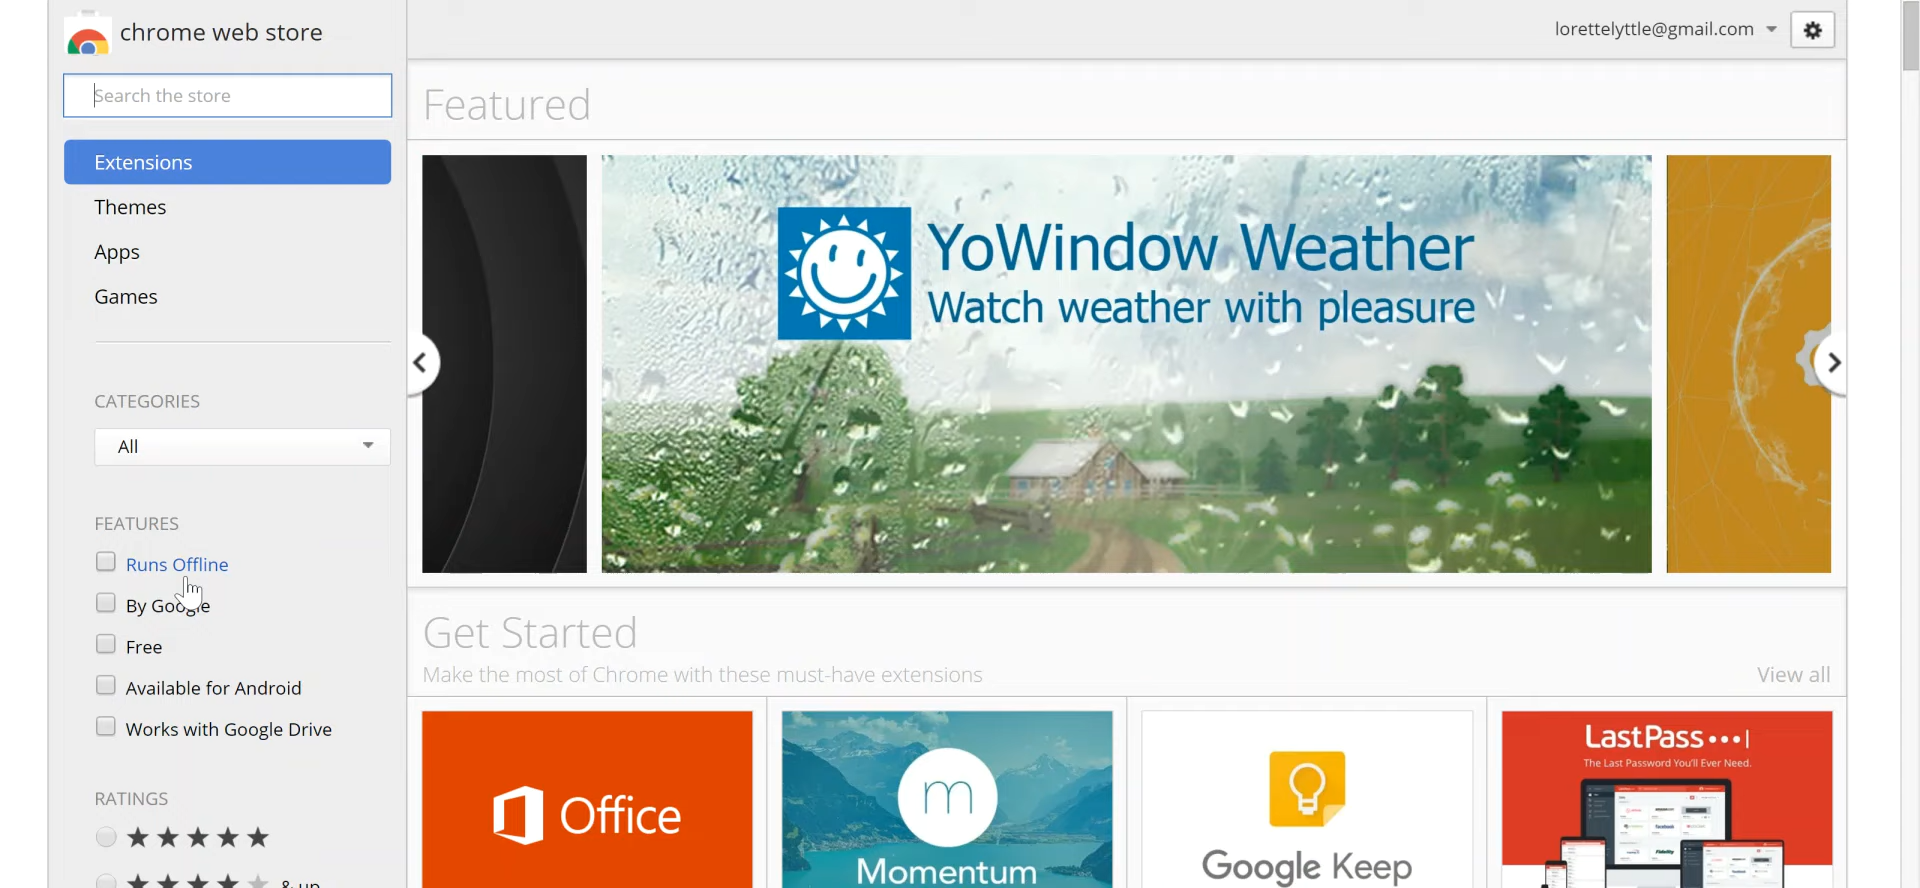 chrome web store
lorettelyttle@gmail.com
Search the store
Extensions
Themes
Apps
Games
CATEGORIES
All
FEATURES
Runs Offline
By Google
Free
Available for Android
Works with Google Drive
RATINGS
& up
Featured
YoWindow Weather
Watch weather with pleasure
Get Started
Make the most of Chrome with these must-have extensions
View all
Office
m
Momentum
Google Keep
LastPass •••|
The Last Password You'll Ever Need.